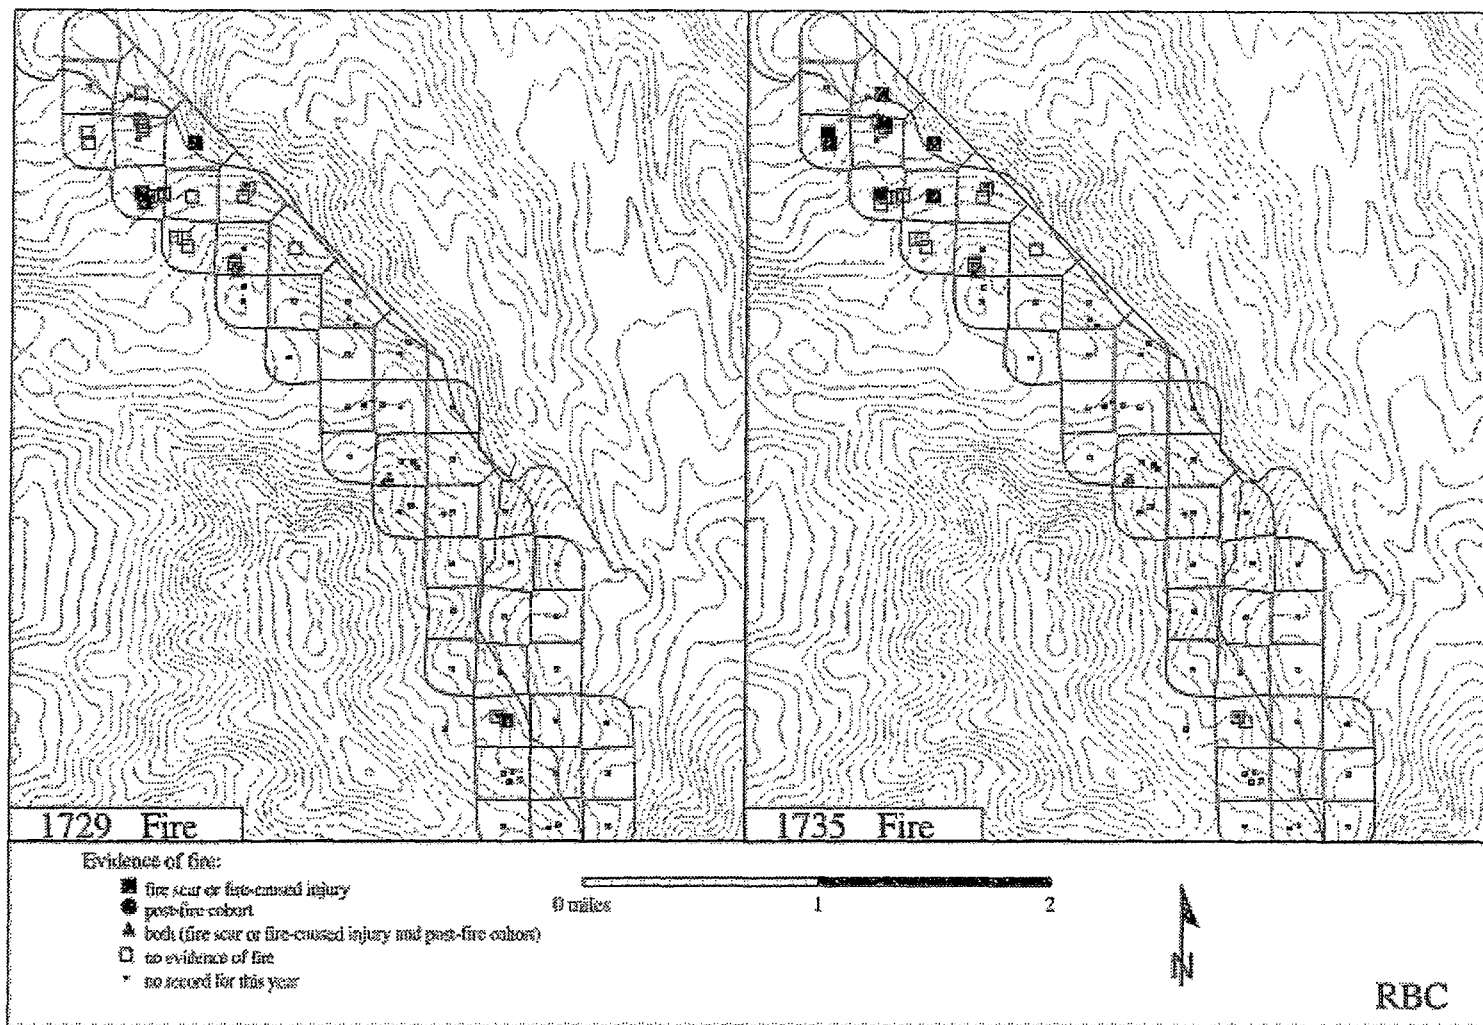 1729 Fire
1735 Fire
Evidence of fire:
fire scar or fire-caused injury
post-fire cohort
both (fire scar or fire-caused injury and post-fire cohort)
no evidence of fire
no record for this year
0 miles 1 2
N
RBC